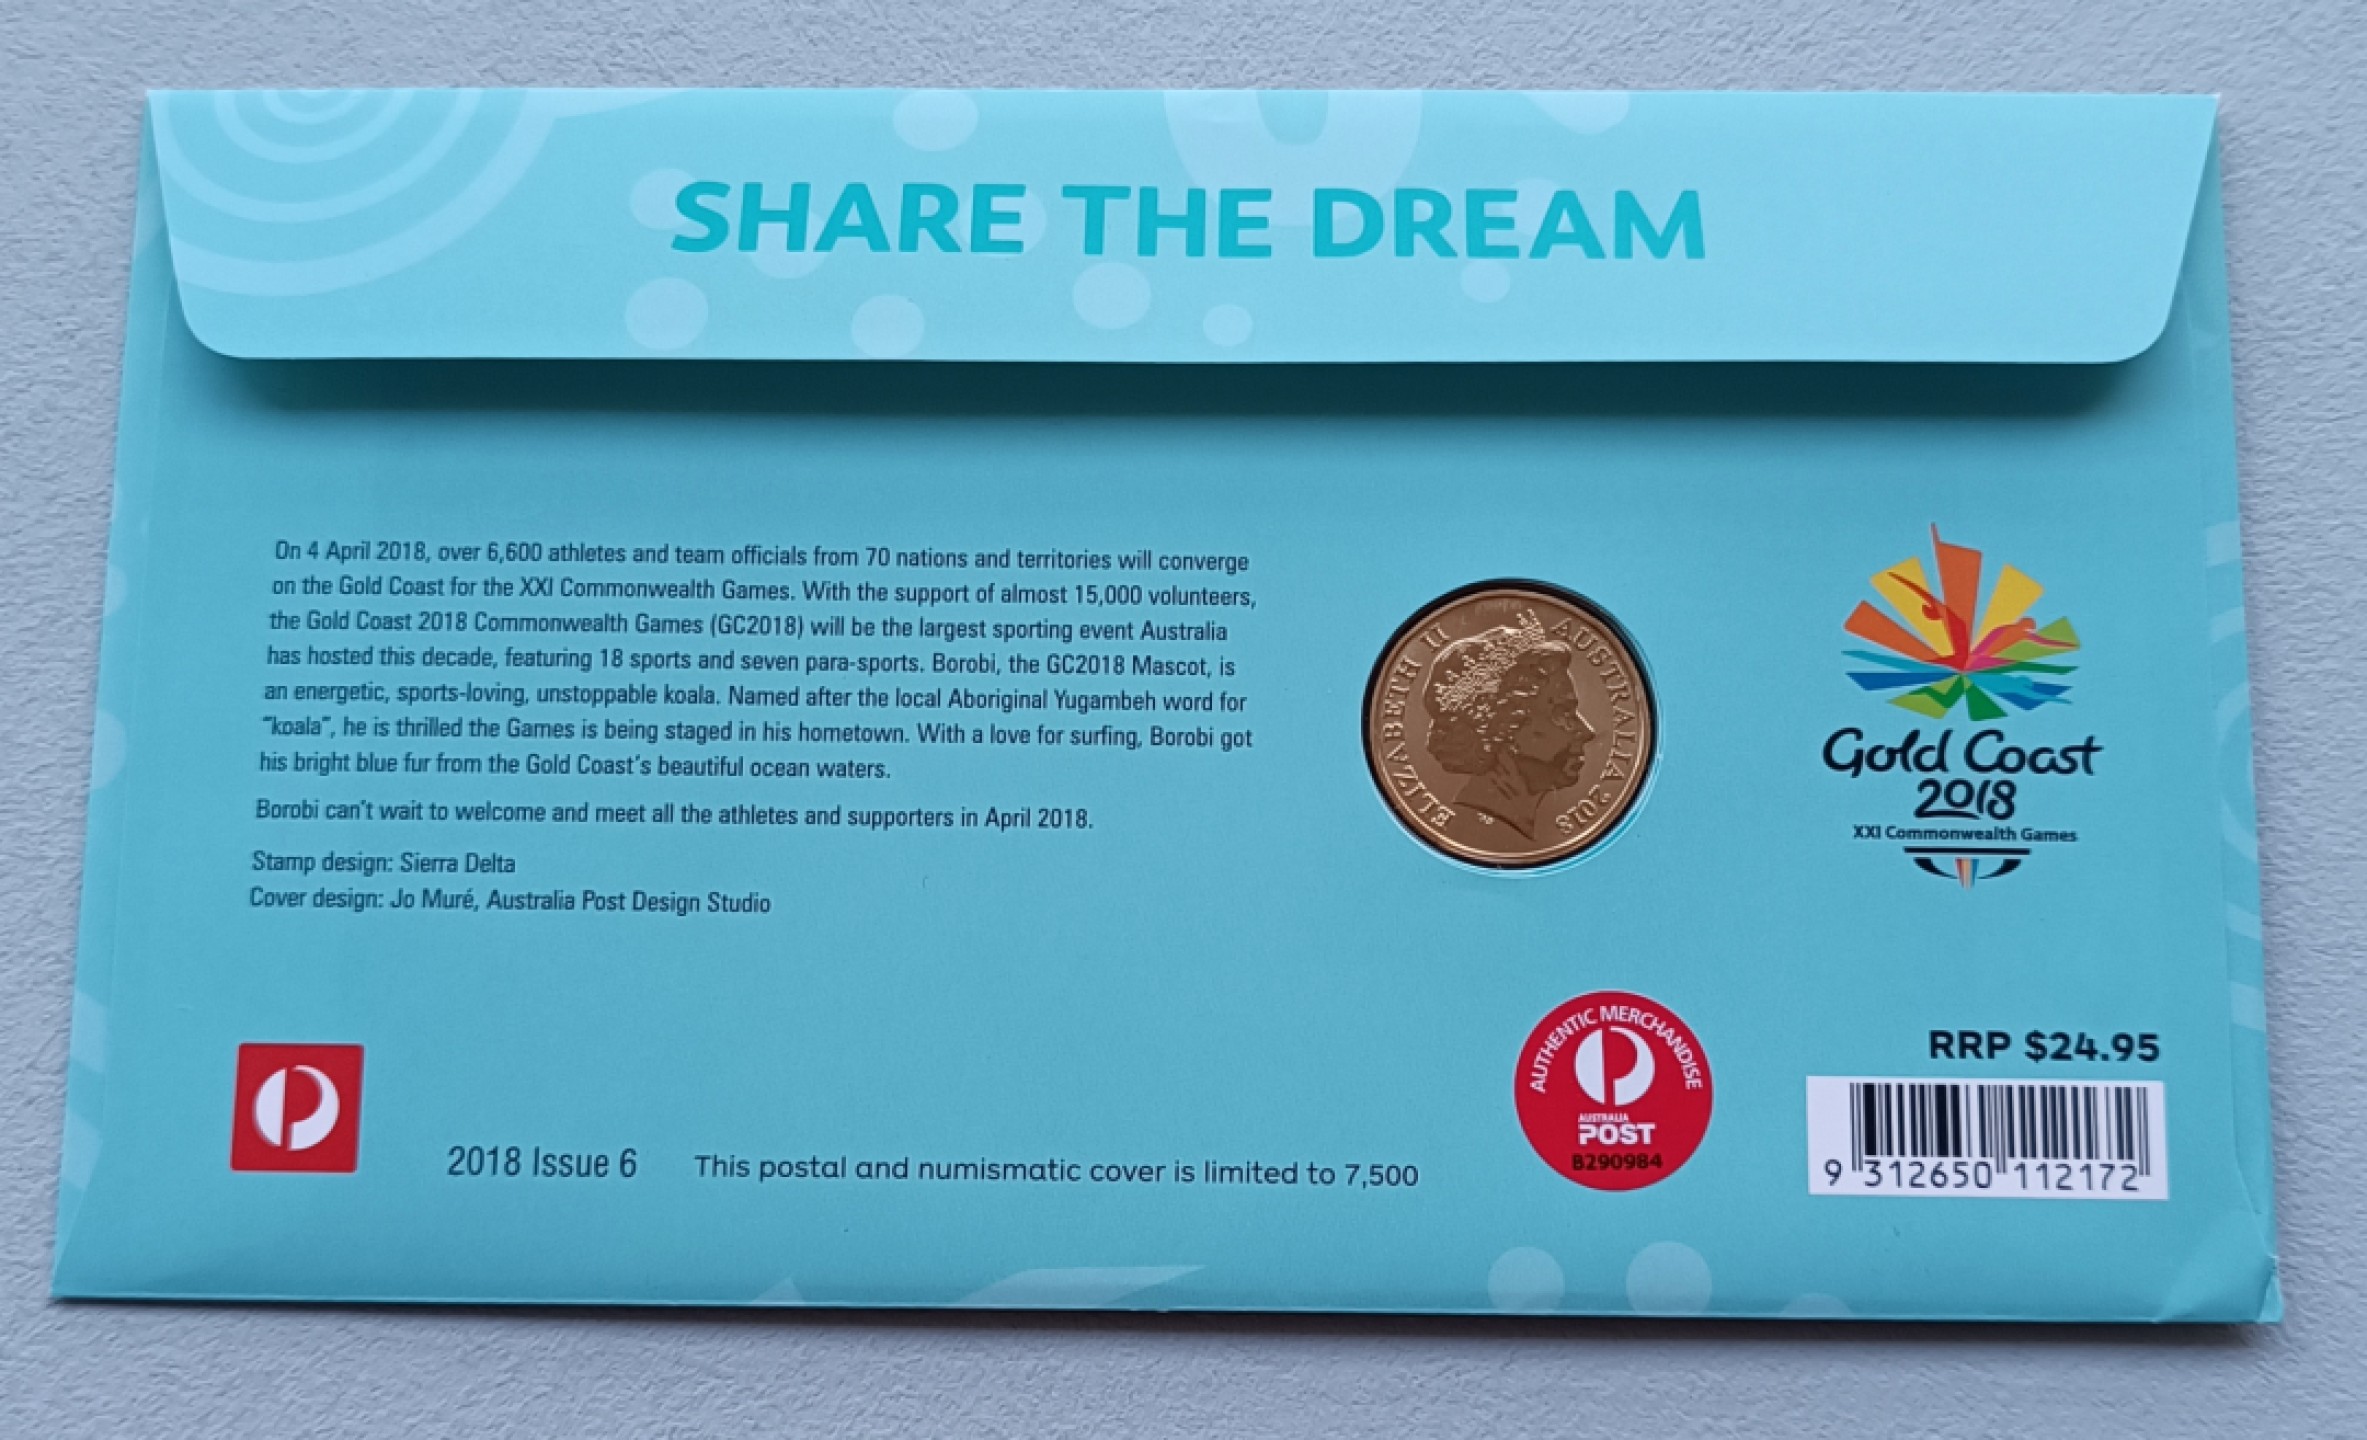 SHARE THE DREAM
On 4 April 2018, over 6,600 athletes and team officials from 70 nations and territories will converge
on the Gold Coast for the XXI Commonwealth Games. With the support of almost 15,000 volunteers,
the Gold Coast 2018 Commonwealth Games (GC2018) will be the largest sporting event Australia
has hosted this decade, featuring 18 sports and seven para-sports. Borobi, the GC2018 Mascot, is
an energetic, sports-loving, unstoppable koala. Named after the local Aboriginal Yugambeh word for
“koala”, he is thrilled the Games is being staged in his hometown. With a love for surfing, Borobi got
his bright blue fur from the Gold Coast's beautiful ocean waters.
Borobi can't wait to welcome and meet all the athletes and supporters in April 2018.
Stamp design: Sierra Delta
Cover design: Jo Muré, Australia Post Design Studio
ELIZABETH II AUSTRALIA 2018
Gold Coast
2018
XXI Commonwealth Games
2018 Issue 6
This postal and numismatic cover is limited to 7,500
AUTHENTIC MERCHANDISE
AUSTRALIA
POST
B290984
RRP $24.95
9 312650 112172